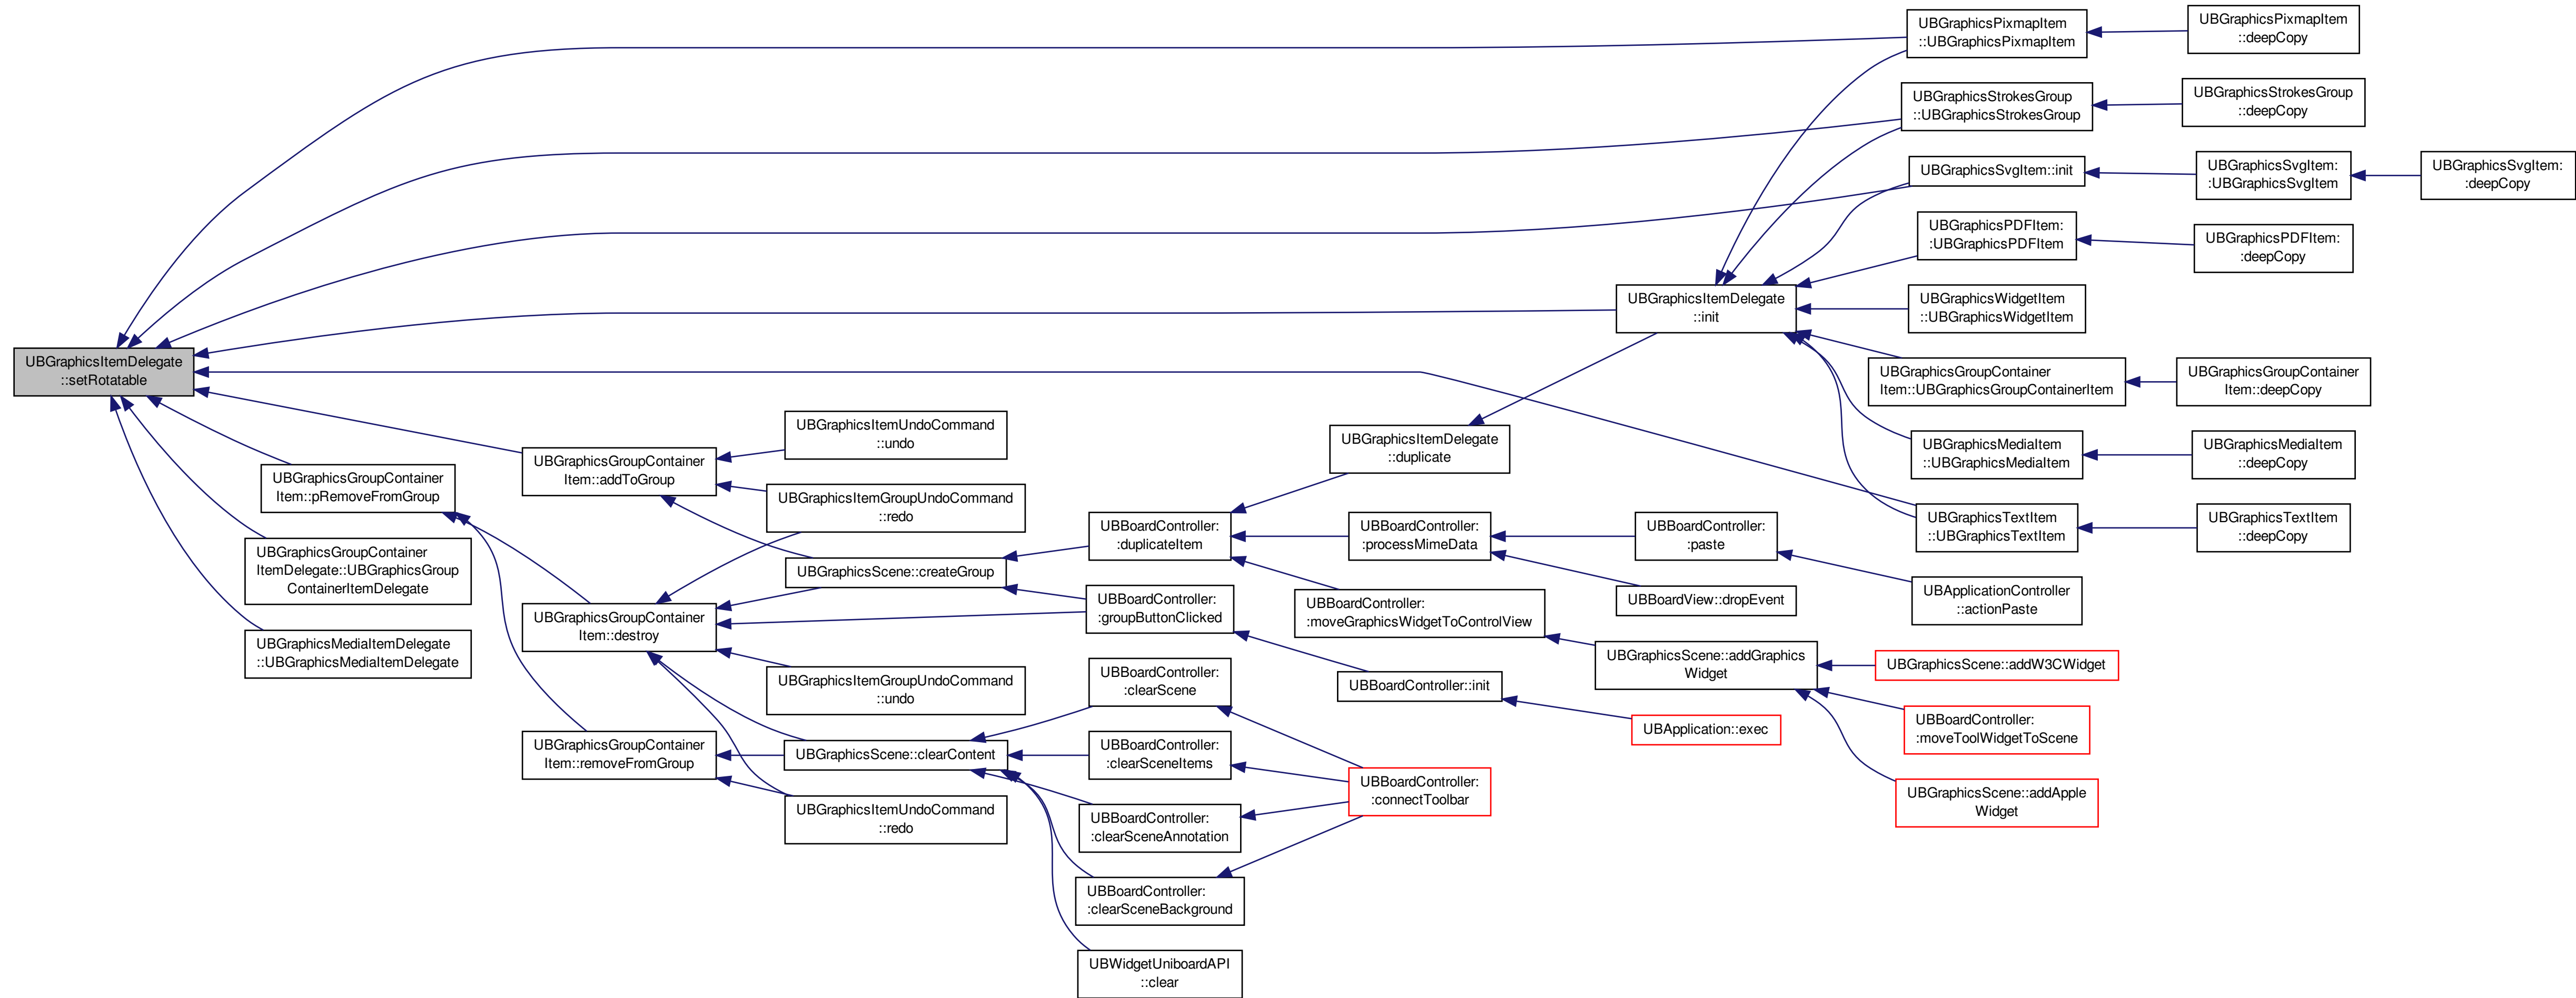 UBGraphicsItemDelegate
::setRotatable
UBGraphicsGroupContainer
Item::pRemoveFromGroup
UBGraphicsGroupContainer
ItemDelegate::UBGraphicsGroup
ContainerItemDelegate
UBGraphicsMediaItemDelegate
::UBGraphicsMediaItemDelegate
UBGraphicsGroupContainer
Item::addToGroup
UBGraphicsGroupContainer
Item::destroy
UBGraphicsGroupContainer
Item::removeFromGroup
UBGraphicsItemUndoCommand
::undo
UBGraphicsItemGroupUndoCommand
::redo
UBGraphicsScene::createGroup
UBGraphicsItemGroupUndoCommand
::undo
UBGraphicsScene::clearContent
UBGraphicsItemUndoCommand
::redo
UBBoardController:
:duplicateItem
UBBoardController:
:groupButtonClicked
UBBoardController:
:clearScene
UBBoardController:
:clearSceneItems
UBBoardController:
:clearSceneAnnotation
UBBoardController:
:clearSceneBackground
UBWidgetUniboardAPI
::clear
UBGraphicsItemDelegate
::duplicate
UBBoardController:
:processMimeData
UBBoardController:
:moveGraphicsWidgetToControlView
UBBoardController::init
UBBoardController:
:connectToolbar
UBGraphicsItemDelegate
::init
UBBoardController:
:paste
UBBoardView::dropEvent
UBGraphicsScene::addGraphics
Widget
UBApplication::exec
UBGraphicsPixmapItem
::UBGraphicsPixmapItem
UBGraphicsStrokesGroup
::UBGraphicsStrokesGroup
UBGraphicsSvgItem::init
UBGraphicsPDFItem:
:UBGraphicsPDFItem
UBGraphicsWidgetItem
::UBGraphicsWidgetItem
UBGraphicsGroupContainer
Item::UBGraphicsGroupContainerItem
UBGraphicsMediaItem
::UBGraphicsMediaItem
UBGraphicsTextItem
::UBGraphicsTextItem
UBApplicationController
::actionPaste
UBGraphicsScene::addW3CWidget
UBBoardController:
:moveToolWidgetToScene
UBGraphicsScene::addApple
Widget
UBGraphicsPixmapItem
::deepCopy
UBGraphicsStrokesGroup
::deepCopy
UBGraphicsSvgItem:
:UBGraphicsSvgItem
UBGraphicsPDFItem:
:deepCopy
UBGraphicsGroupContainer
Item::deepCopy
UBGraphicsMediaItem
::deepCopy
UBGraphicsTextItem
::deepCopy
UBGraphicsSvgItem:
:deepCopy